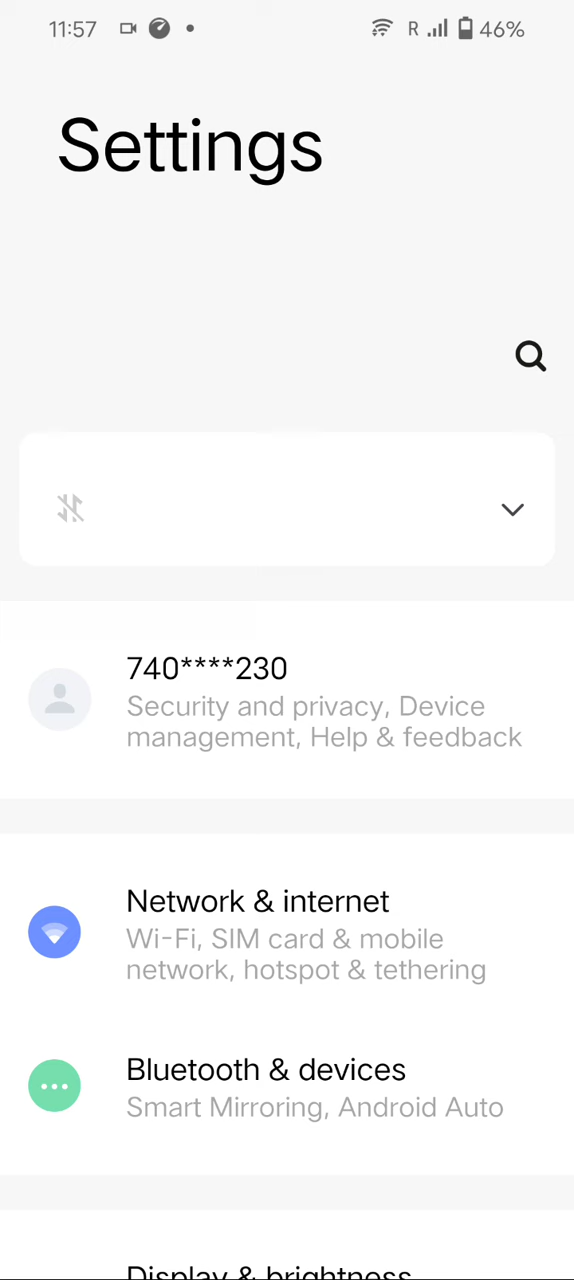 11:57 R 46%
Settings
740****230
Security and privacy, Device
management, Help & feedback
Network & internet
Wi-Fi, SIM card & mobile
network, hotspot & tethering
Bluetooth & devices
Smart Mirroring, Android Auto
Display & brightness